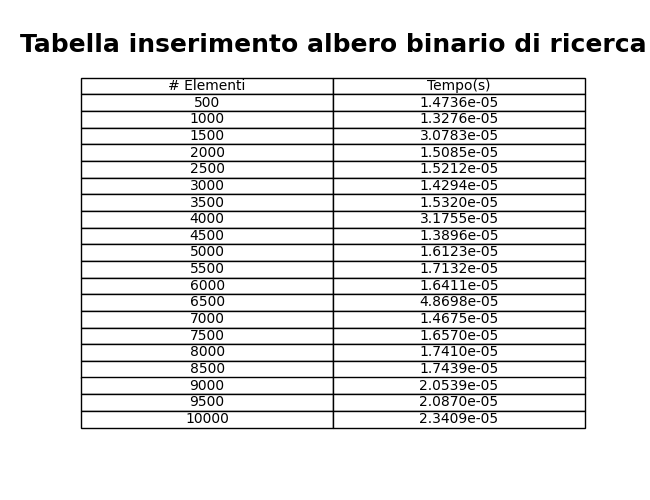 Tabella inserimento albero binario di ricerca
# Elementi Tempo(s)
500 1.4736e-05
1000 1.3276e-05
1500 3.0783e-05
2000 1.5085e-05
2500 1.5212e-05
3000 1.4294e-05
3500 1.5320e-05
4000 3.1755e-05
4500 1.3896e-05
5000 1.6123e-05
5500 1.7132e-05
6000 1.6411e-05
6500 4.8698e-05
7000 1.4675e-05
7500 1.6570e-05
8000 1.7410e-05
8500 1.7439e-05
9000 2.0539e-05
9500 2.0870e-05
10000 2.3409e-05